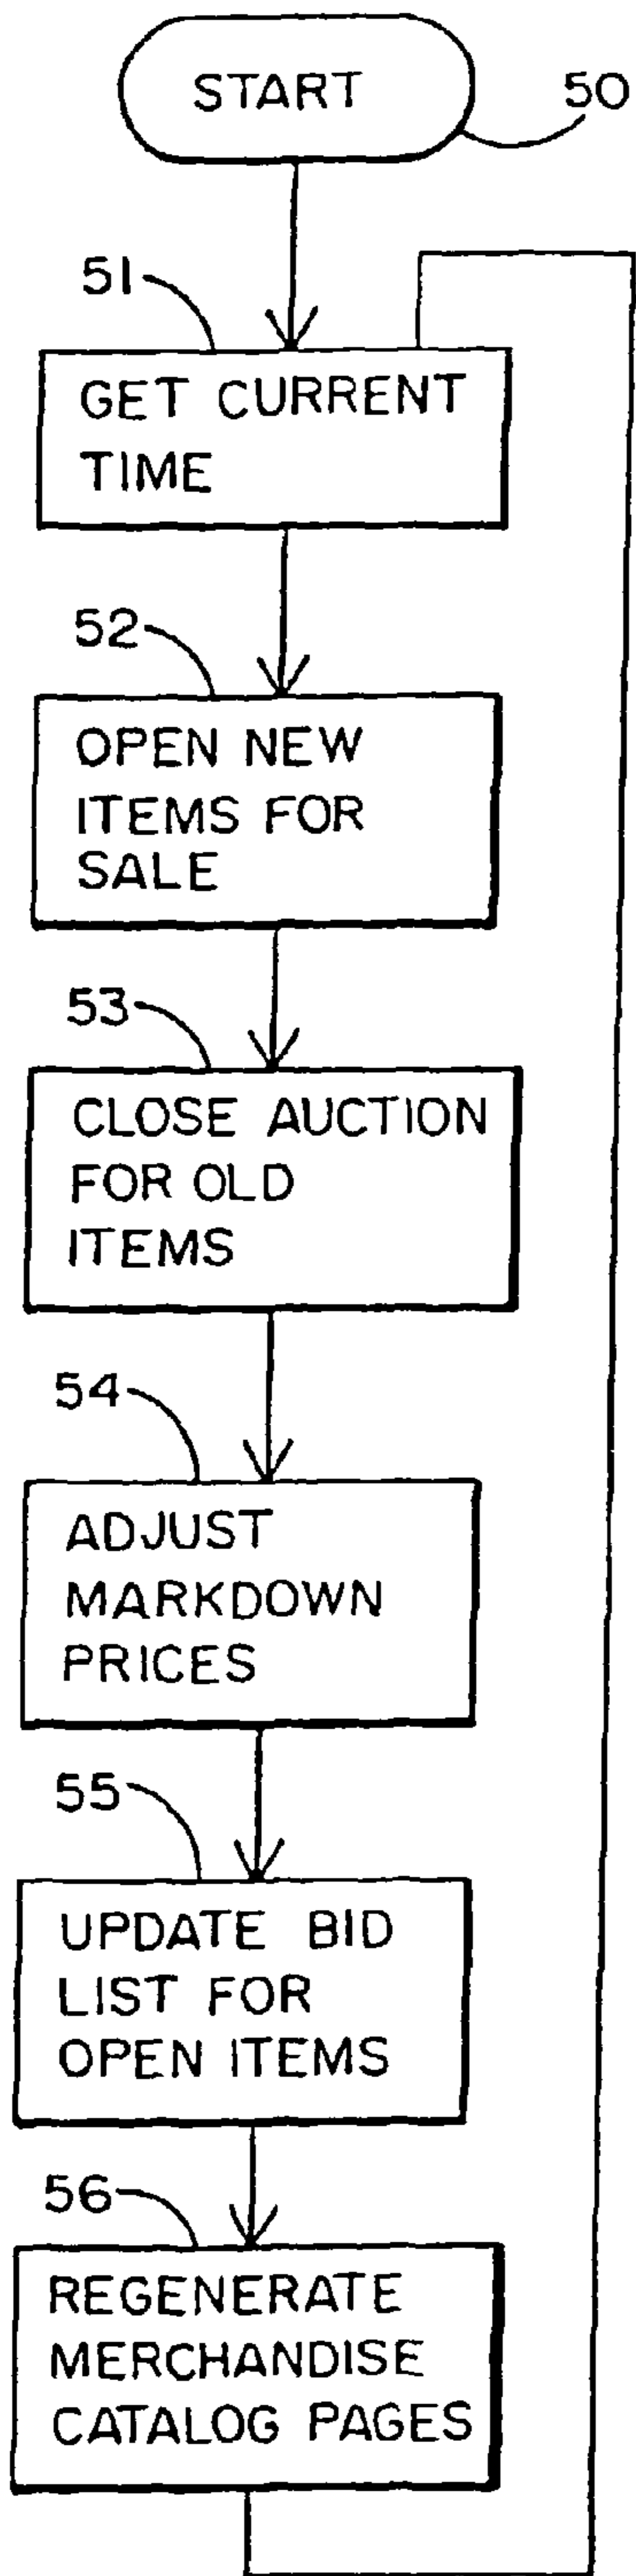 START
50
51
GET CURRENT
TIME
52
OPEN NEW
ITEMS FOR
SALE
53
CLOSE AUCTION
FOR OLD
ITEMS
54
ADJUST
MARKDOWN
PRICES
55
UPDATE BID
LIST FOR
OPEN ITEMS
56
REGENERATE
MERCHANDISE
CATALOG PAGES